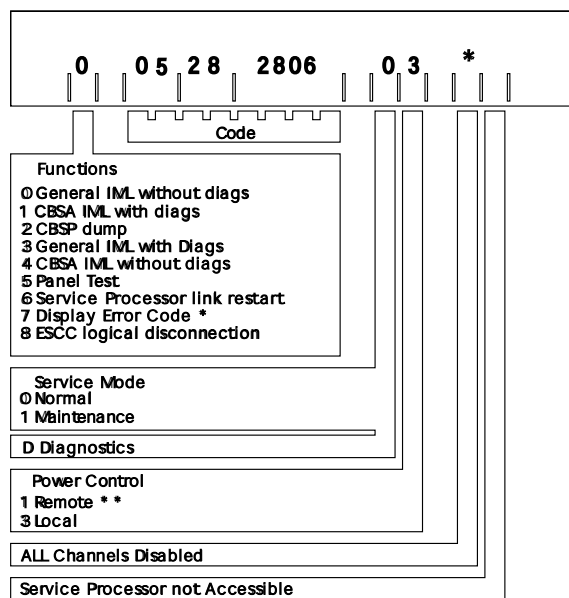 0 05 28 2806 03 *
Code
Functions
0 General IML without diags
1 CBSA IML with diags
2 CBSP dump
3 General IML with Diags
4 CBSA IML without diags
5 Panel Test
6 Service Processor link restart
7 Display Error Code *
8 ESCC logical disconnection
Service Mode
0 Normal
1 Maintenance
D Diagnostics
Power Control
1 Remote * *
3 Local
ALL Channels Disabled
Service Processor not Accessible